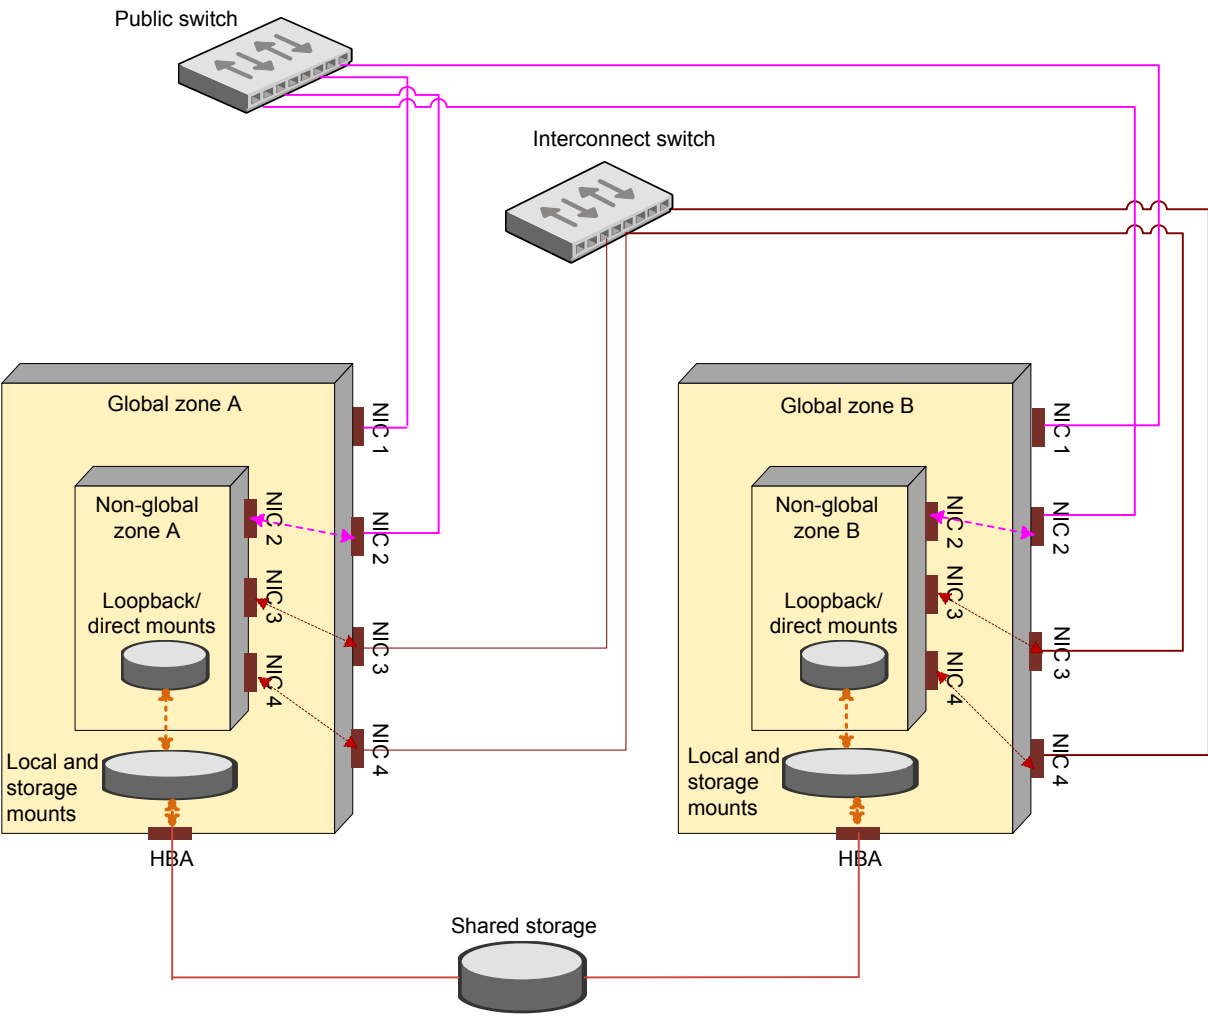 Public switch
Interconnect switch
Global zone A
NIC 1
Non-global
zone A
NIC 2
NIC 2
Loopback/
direct mounts
NIC 3
NIC 3
NIC 4
NIC 4
Local and
storage
mounts
HBA
Global zone B
NIC 1
Non-global
zone B
NIC 2
NIC 2
Loopback/
direct mounts
NIC 3
NIC 3
NIC 4
NIC 4
Local and
storage
mounts
HBA
Shared storage